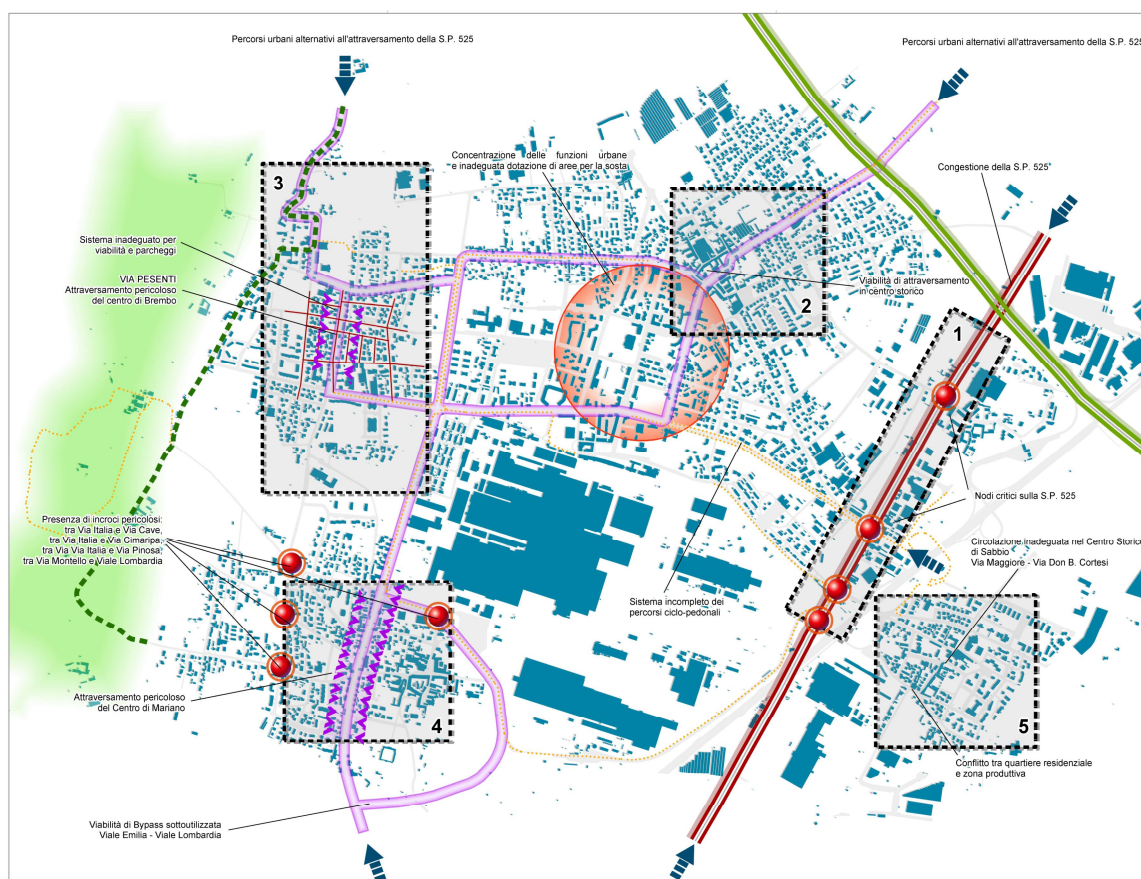 Percorsi urbani alternativi all'attraversamento della S.P. 525
Percorsi urbani alternativi all'attraversamento della S.P. 525
Concentrazione delle funzioni urbane
e inadeguata dotazione di aree per la sosta
Congestione della S.P. 525
3
Sistema inadeguato per
viabilità e parcheggi
VIA PESENTI
Attraversamento pericoloso
del centro di Brembo
Viabilità di attraversamento
in centro storico
2
1
Nodi critici sulla S.P. 525
Presenza di incroci pericolosi:
tra Via Italia e Via Cave,
tra Via Italia e Via Cimaripa,
tra Via Via Italia e Via Pinosa,
tra Via Montello e Viale Lombardia
Circolazione inadeguata nel Centro Storico
di Sabbio
Via Maggiore - Via Don B. Cortesi
Sistema incompleto dei
percorsi ciclo-pedonali
Attraversamento pericoloso
del Centro di Mariano
4
5
Conflitto tra quartiere residenziale
e zona produttiva
Viabilità di Bypass sottoutilizzata
Viale Emilia - Viale Lombardia